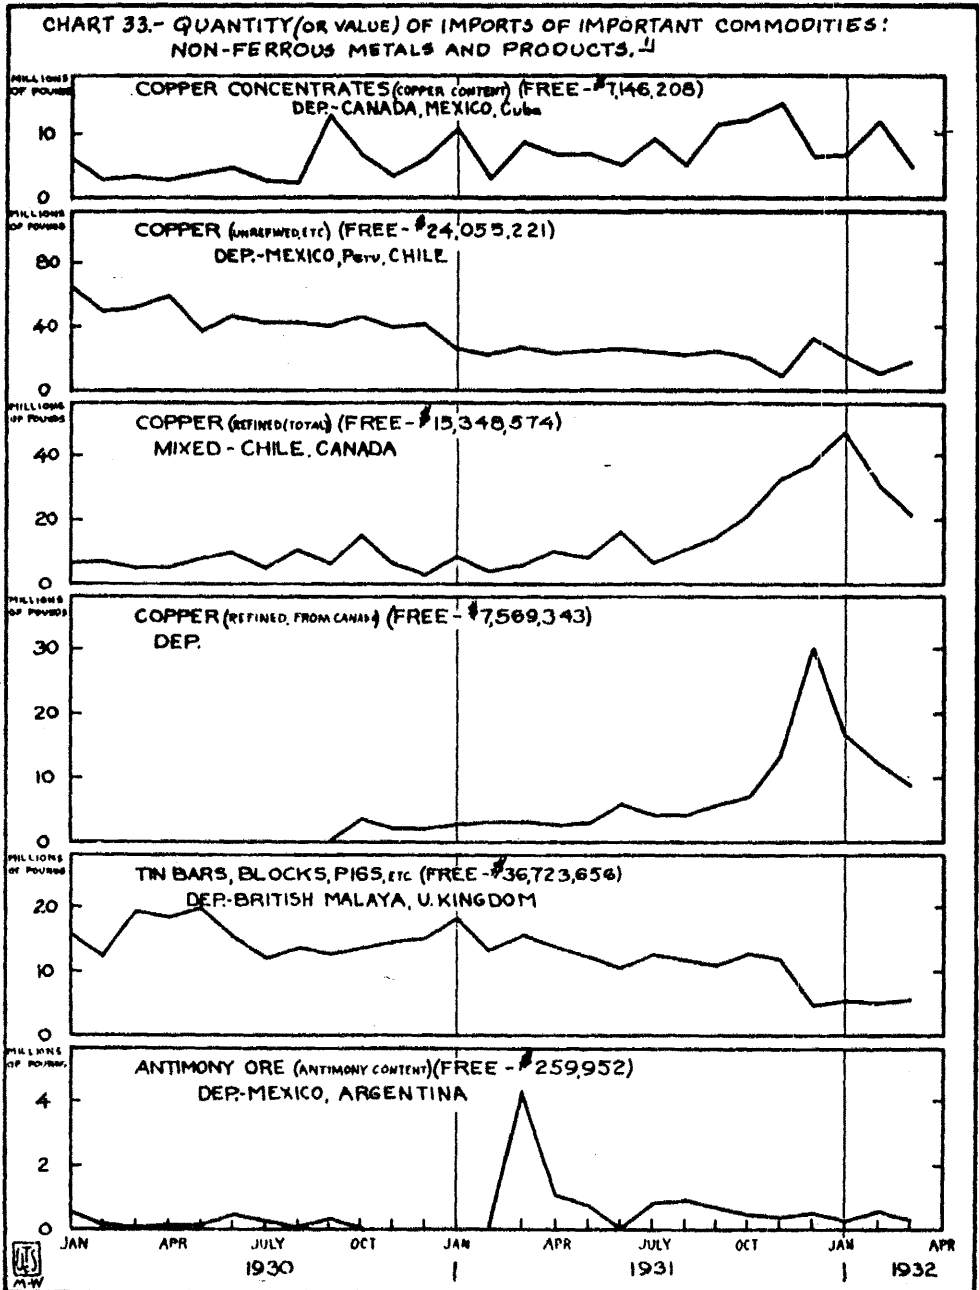 CHART 33.- QUANTITY (OR VALUE) OF IMPORTS OF IMPORTANT COMMODITIES:
NON-FERROUS METALS AND PRODUCTS. 1/
MILLIONS
OF POUNDS
COPPER CONCENTRATES (COPPER CONTENT) (FREE-$7,146,208)
DEP.-CANADA, MEXICO, Cuba
10
0
MILLIONS
OF POUNDS
COPPER (UNREFINED, ETC) (FREE-$24,055,221)
DEP.-MEXICO, Peru, CHILE
80
40
0
MILLIONS
OF POUNDS
COPPER (REFINED (TOTAL) (FREE-$15,348,574)
MIXED - CHILE, CANADA
40
20
0
MILLIONS
OF POUNDS
COPPER (REFINED, FROM CANADA) (FREE-$7,569,343)
DEP.
30
20
10
0
MILLIONS
OF POUNDS
TIN BARS, BLOCKS, PIGS, ETC (FREE-$36,723,656)
DEP.-BRITISH MALAYA, U. KINGDOM
20
10
0
MILLIONS
OF POUNDS
ANTIMONY ORE (ANTIMONY CONTENT) (FREE-$259,952)
DEP.-MEXICO, ARGENTINA
4
2
0
JAN APR JULY OCT JAN APR JULY OCT JAN APR
1930 1931 1932
M-W